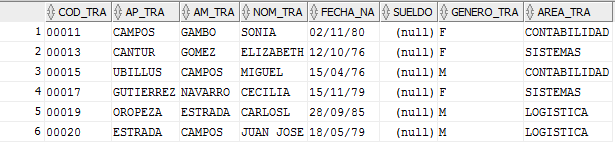 COD_TRA AP_TRA AM_TRA NOM_TRA FECHA_NA SUELDO GENERO_TRA AREA_TRA
1 00011 CAMPOS GAMBO SONIA 02/11/80 (null) F CONTABILIDAD
2 00013 CANTUR GOMEZ ELIZABETH 12/10/76 (null) F SISTEMAS
3 00015 UBILLUS CAMPOS MIGUEL 15/04/76 (null) M CONTABILIDAD
4 00017 GUTIERREZ NAVARRO CECILIA 15/11/79 (null) F SISTEMAS
5 00019 OROPEZA ESTRADA CARLOSL 28/09/85 (null) M LOGISTICA
6 00020 ESTRADA CAMPOS JUAN JOSE 18/05/79 (null) M LOGISTICA